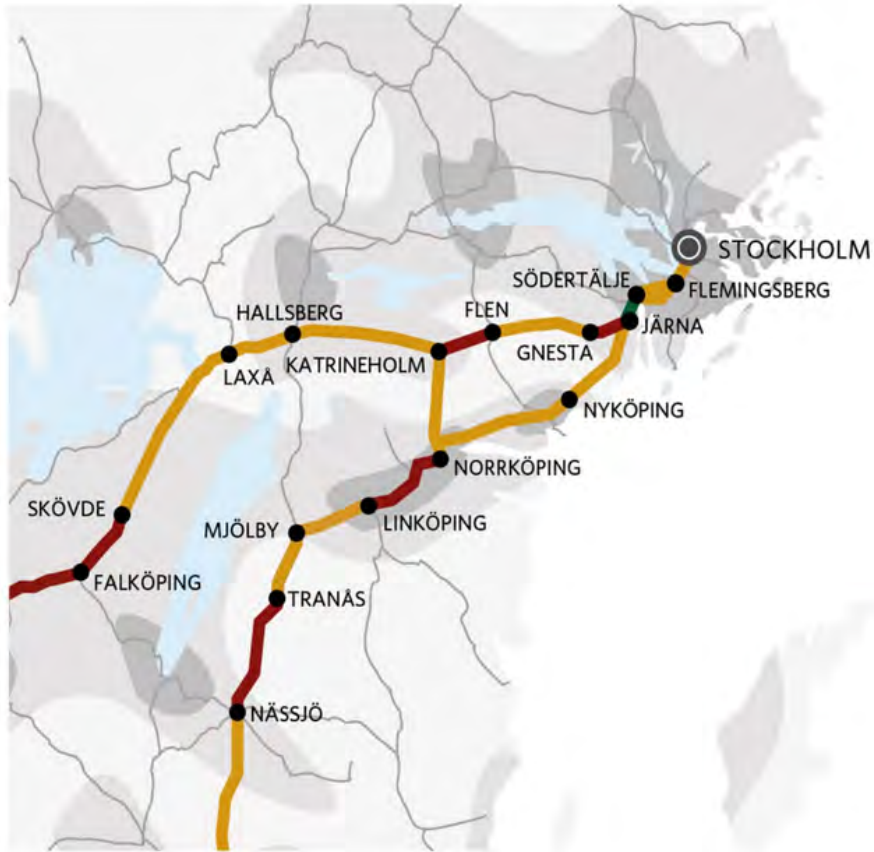 STOCKHOLM
SÖDERTÄLJE
FLEMINGSBERG
HALLSBERG
FLEN
JÄRNA
GNESTA
KATRINEHOLM
LAXÅ
NYKÖPING
NORRKÖPING
SKÖVDE
LINKÖPING
MJÖLBY
FALKÖPING
TRANÅS
NÄSSJÖ